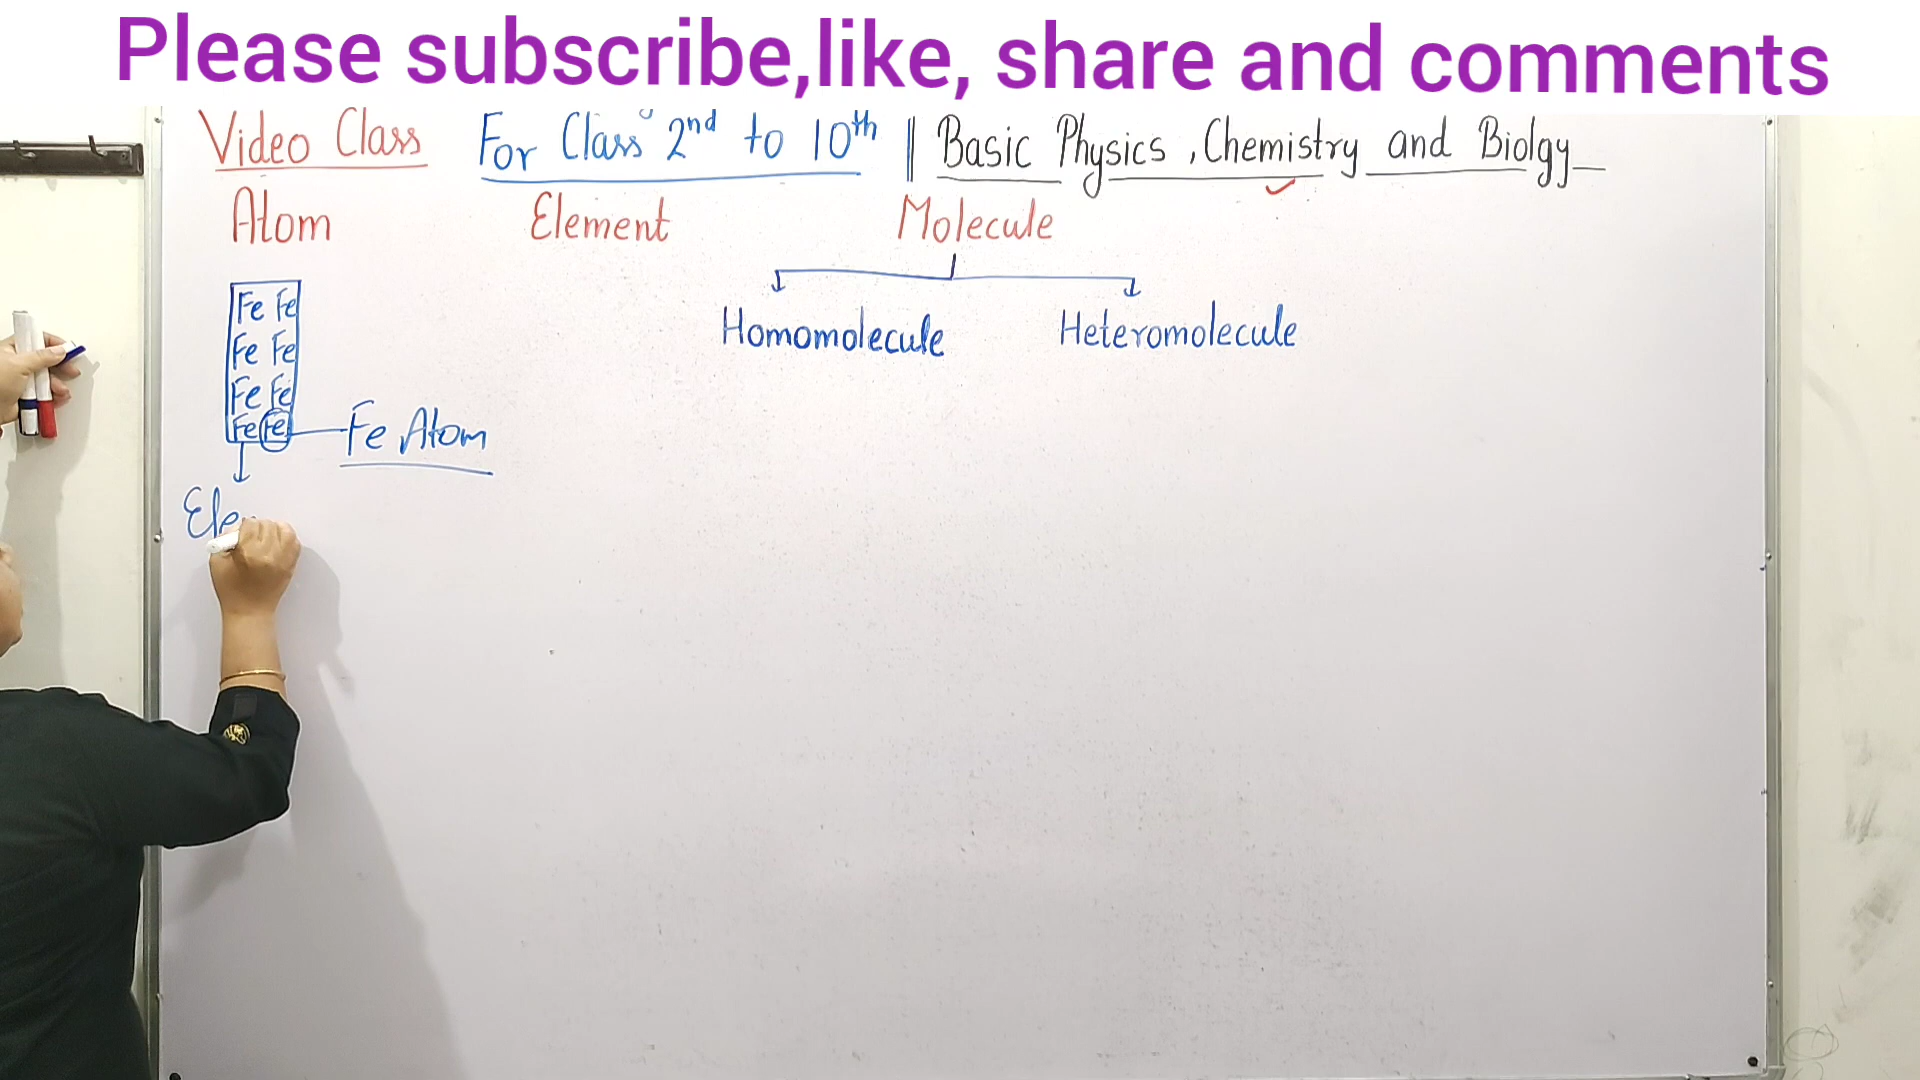 Please subscribe,like, share and comments
Video Class For Class 2nd to 10th || Basic Physics ,Chemistry and Biolgy
Atom Element Molecule
Homomolecule Heteromolecule
Fe Fe
Fe Fe
Fe Fe
Fe Fe Fe Atom
Ele